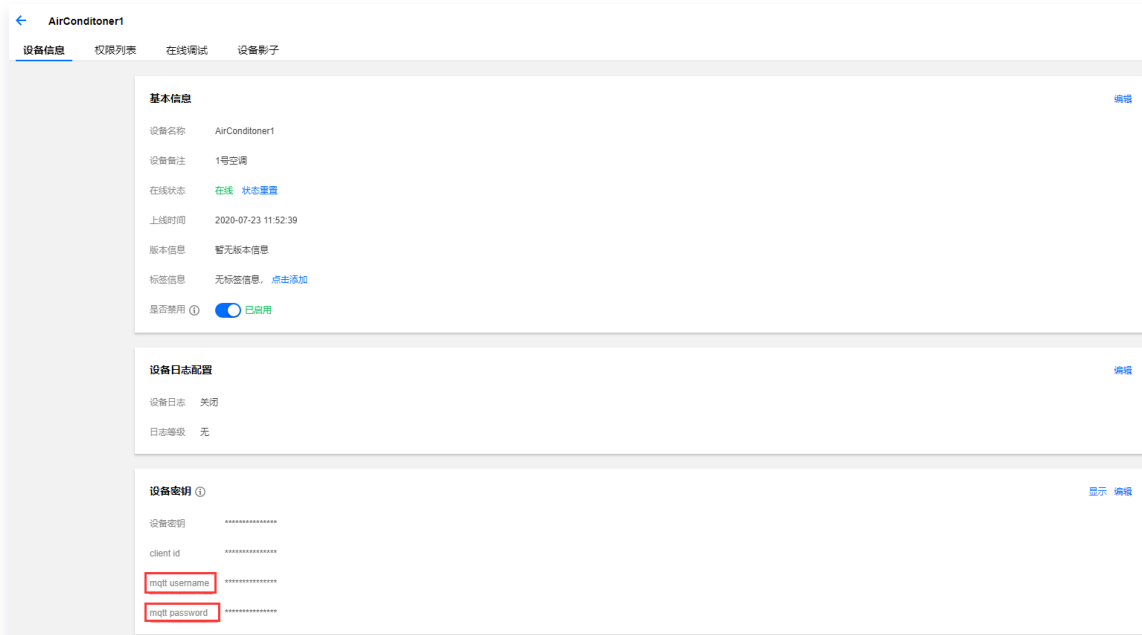 ← AirConditoner1
设备信息 权限列表 在线调试 设备影子
基本信息 编辑
设备名称 AirConditoner1
设备备注 1号空调
在线状态 在线 状态重置
上线时间 2020-07-23 11:52:39
版本信息 暂无版本信息
标签信息 无标签信息， 点击添加
是否禁用 已启用
设备日志配置 编辑
设备日志 关闭
日志等级 无
设备密钥 显示 编辑
设备密钥 ***************
client id ***************
mqtt username ***************
mqtt password ***************